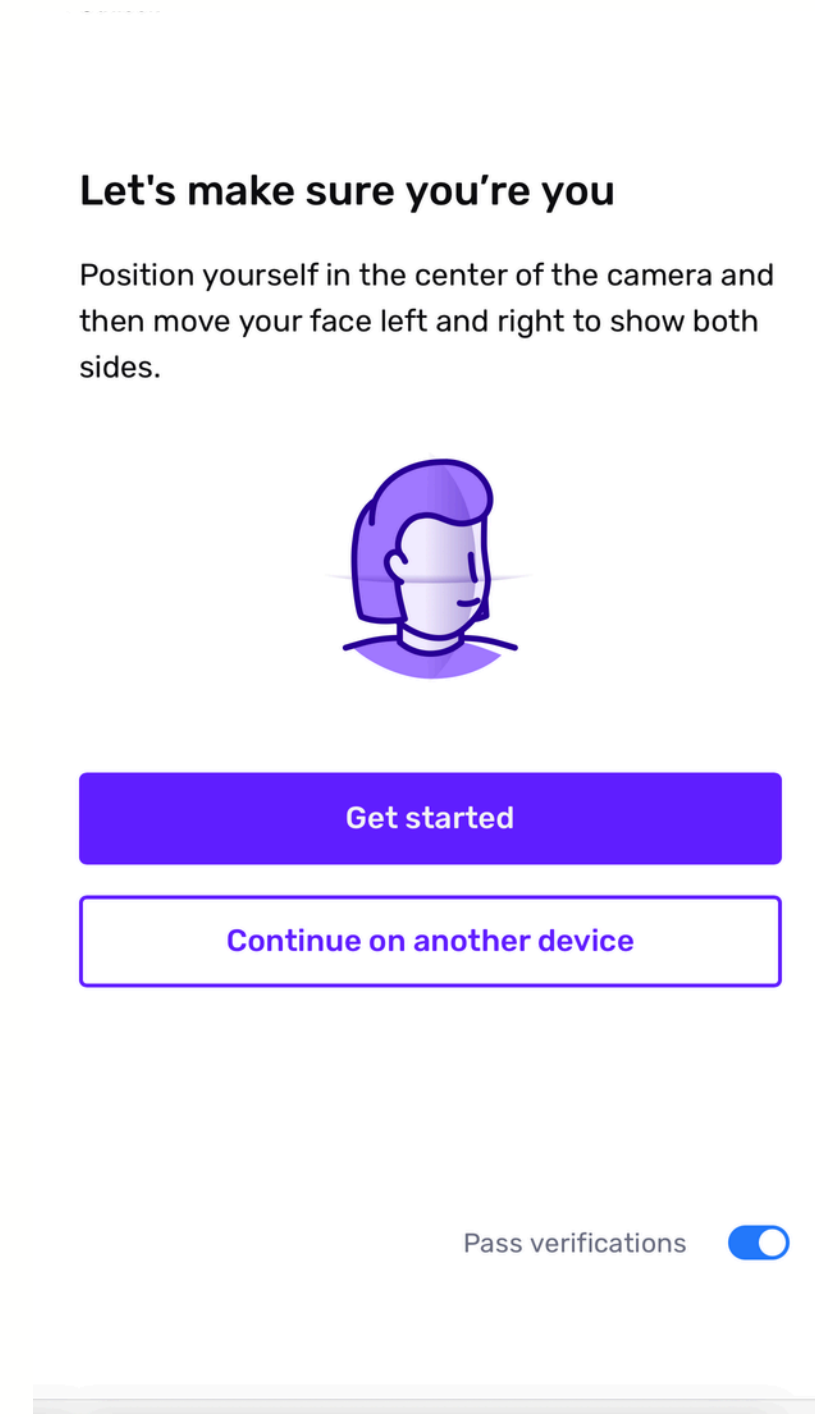 Let's make sure you’re you
Position yourself in the center of the camera and
then move your face left and right to show both
sides.
Get started
Continue on another device
Pass verifications